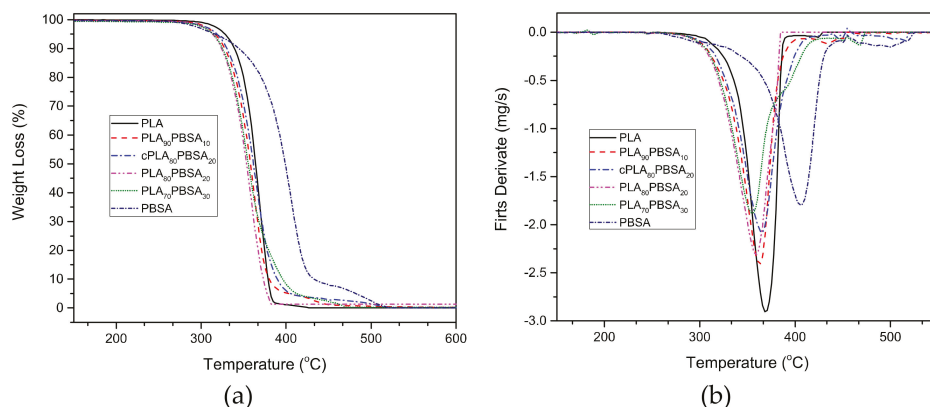 100
90
80
70
60
50
40
30
20
10
0
Weight Loss (%)
PLA
PLA₉₀PBSA₁₀
cPLA₈₀PBSA₂₀
PLA₈₀PBSA₂₀
PLA₇₀PBSA₃₀
PBSA
200 300 400 500 600
Temperature (°C)
(a)
0.0
-0.5
-1.0
-1.5
-2.0
-2.5
-3.0
Firts Derivate (mg/s)
PLA
PLA₉₀PBSA₁₀
cPLA₈₀PBSA₂₀
PLA₈₀PBSA₂₀
PLA₇₀PBSA₃₀
PBSA
200 300 400 500
Temperature (°C)
(b)